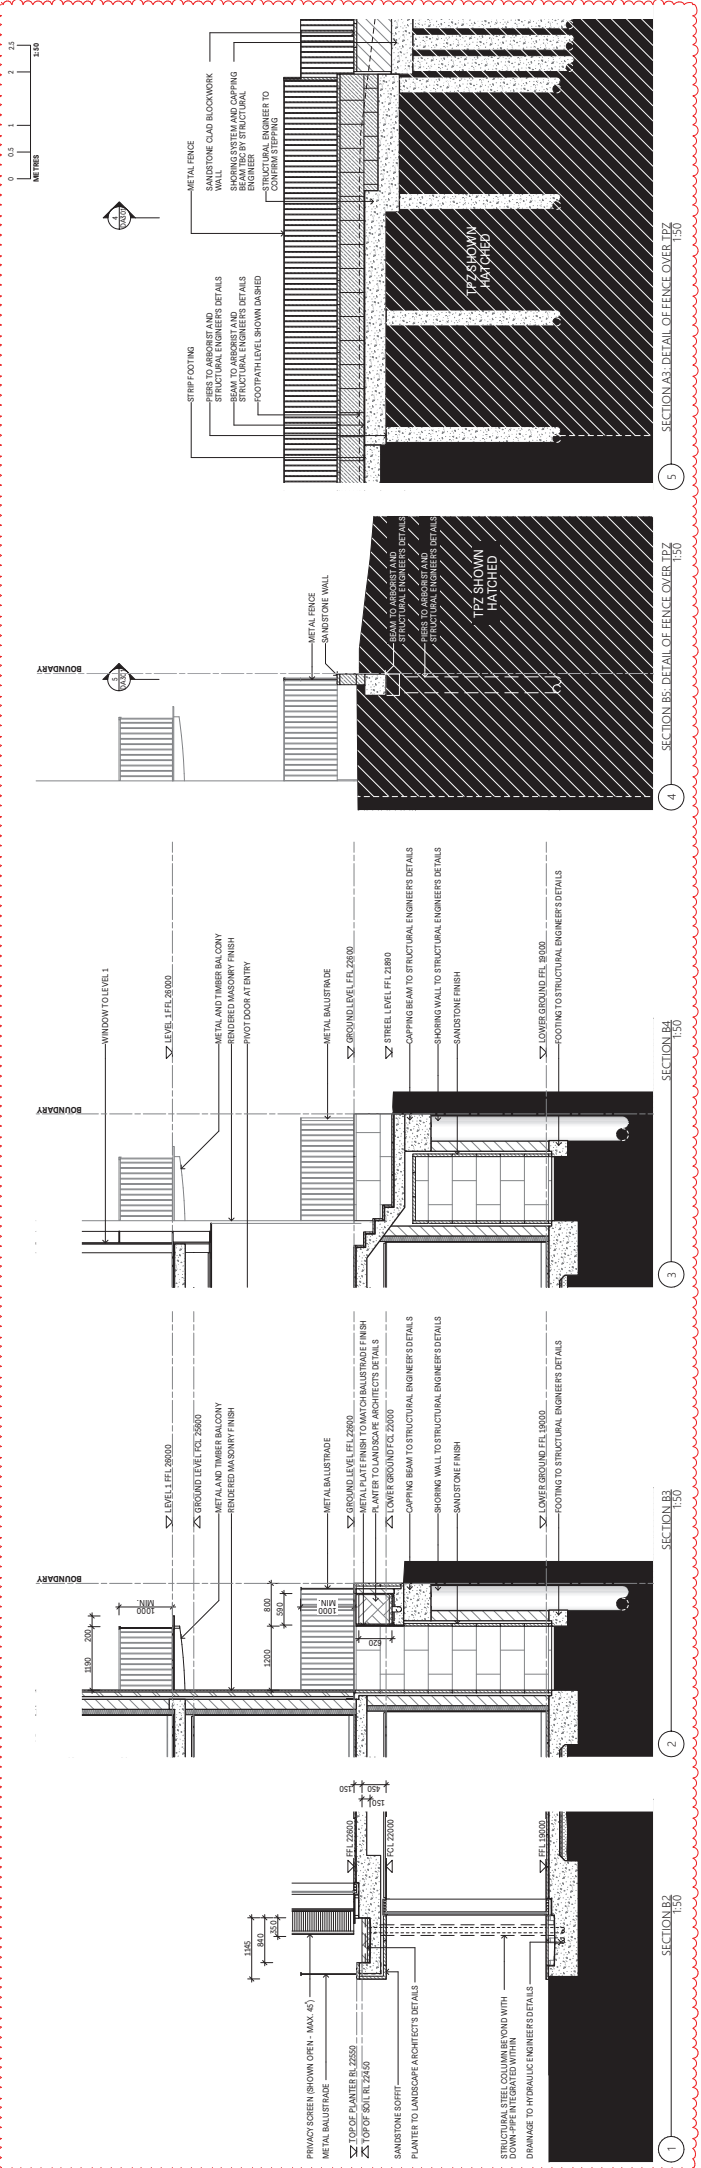 PRIVACY SCREEN (SHOWN OPEN - MAX. 45°)
METAL BALUSTRADE
TOP OF PLANTER RL 22550
TOP OF SOIL RL 22450
SANDSTONE SOFFIT
PLANTER TO LANDSCAPE ARCHITECT'S DETAILS
STRUCTURAL STEEL COLUMN BEYOND WITH
DOWN-PIPE INTEGRATED WITHIN
DRAINAGE TO HYDRAULIC ENGINEER'S DETAILS
1145
840
350
150
450
150
FFL 22600
FCL 22000
FFL 19000
1
SECTION B2
1:50
BOUNDARY
1190
200
1000
MIN.
1200
800
590
1000
MIN.
620
LEVEL 1 FFL 26000
GROUND LEVEL FCL 25600
METAL AND TIMBER BALCONY
RENDERED MASONRY FINISH
METAL BALUSTRADE
GROUND LEVEL FFL 22600
METAL PLATE FINISH TO MATCH BALUSTRADE FINISH
PLANTER TO LANDSCAPE ARCHITECT'S DETAILS
LOWER GROUND FCL 22000
CAPPING BEAM TO STRUCTURAL ENGINEER'S DETAILS
SHORING WALL TO STRUCTURAL ENGINEER'S DETAILS
SANDSTONE FINISH
LOWER GROUND FFL 19000
FOOTING TO STRUCTURAL ENGINEER'S DETAILS
2
SECTION B3
1:50
BOUNDARY
WINDOW TO LEVEL 1
LEVEL 1 FFL 26000
METAL AND TIMBER BALCONY
RENDERED MASONRY FINISH
PIVOT DOOR AT ENTRY
METAL BALUSTRADE
GROUND LEVEL FFL 22600
STREEL LEVEL FFL 21890
CAPPING BEAM TO STRUCTURAL ENGINEER'S DETAILS
SHORING WALL TO STRUCTURAL ENGINEER'S DETAILS
SANDSTONE FINISH
LOWER GROUND FFL 19000
FOOTING TO STRUCTURAL ENGINEER'S DETAILS
3
SECTION B4
1:50
BOUNDARY
5
METAL FENCE
SANDSTONE WALL
BEAM TO ARBORIST AND
STRUCTURAL ENGINEER'S DETAILS
PIERS TO ARBORIST AND
STRUCTURAL ENGINEER'S DETAILS
TPZ SHOWN
HATCHED
4
SECTION B5: DETAIL OF FENCE OVER TPZ
1:50
0
0.5
1
2
2.5
METRES
1:50
4
STRIP FOOTING
PIERS TO ARBORIST AND
STRUCTURAL ENGINEER'S DETAILS
BEAM TO ARBORIST AND
STRUCTURAL ENGINEER'S DETAILS
FOOTPATH LEVEL SHOWN DASHED
METAL FENCE
SANDSTONE CLAD BLOCKWORK
WALL
SHORING SYSTEM AND CAPPING
BEAM TBC BY STRUCTURAL
ENGINEER
STRUCTURAL ENGINEER TO
CONFIRM STEPPING
TPZ SHOWN
HATCHED
5
SECTION A3: DETAIL OF FENCE OVER TPZ
1:50